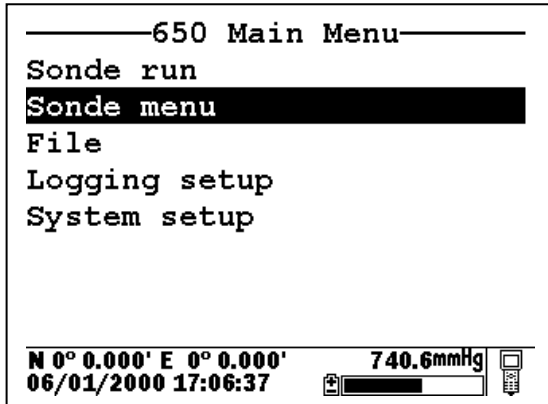 650 Main Menu
Sonde run
Sonde menu
File
Logging setup
System setup
N 0° 0.000' E 0° 0.000' 740.6mmHg
06/01/2000 17:06:37